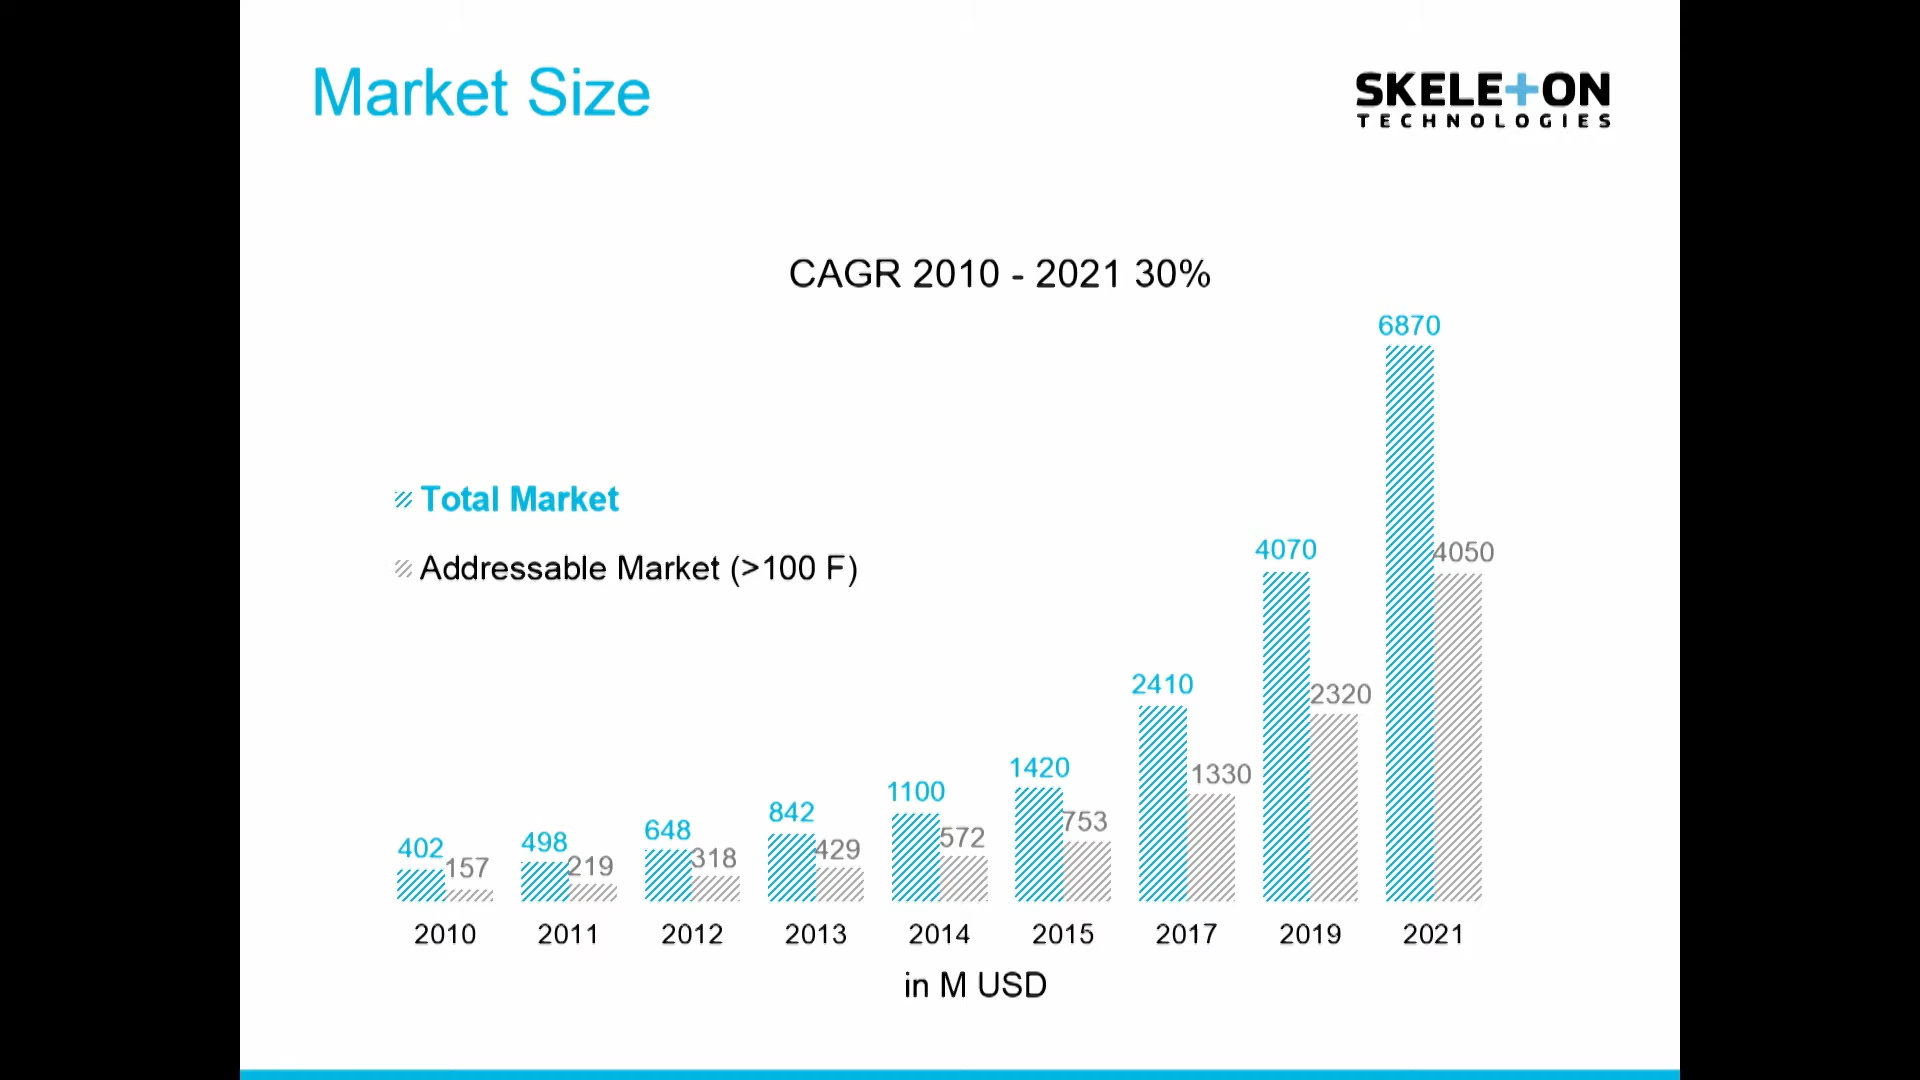 Market Size
SKELETON
TECHNOLOGIES
CAGR 2010 - 2021 30%
Total Market
Addressable Market (>100 F)
402
157
498
219
648
318
842
429
1100
572
1420
753
2410
1330
4070
2320
6870
4050
2010 2011 2012 2013 2014 2015 2017 2019 2021
in M USD